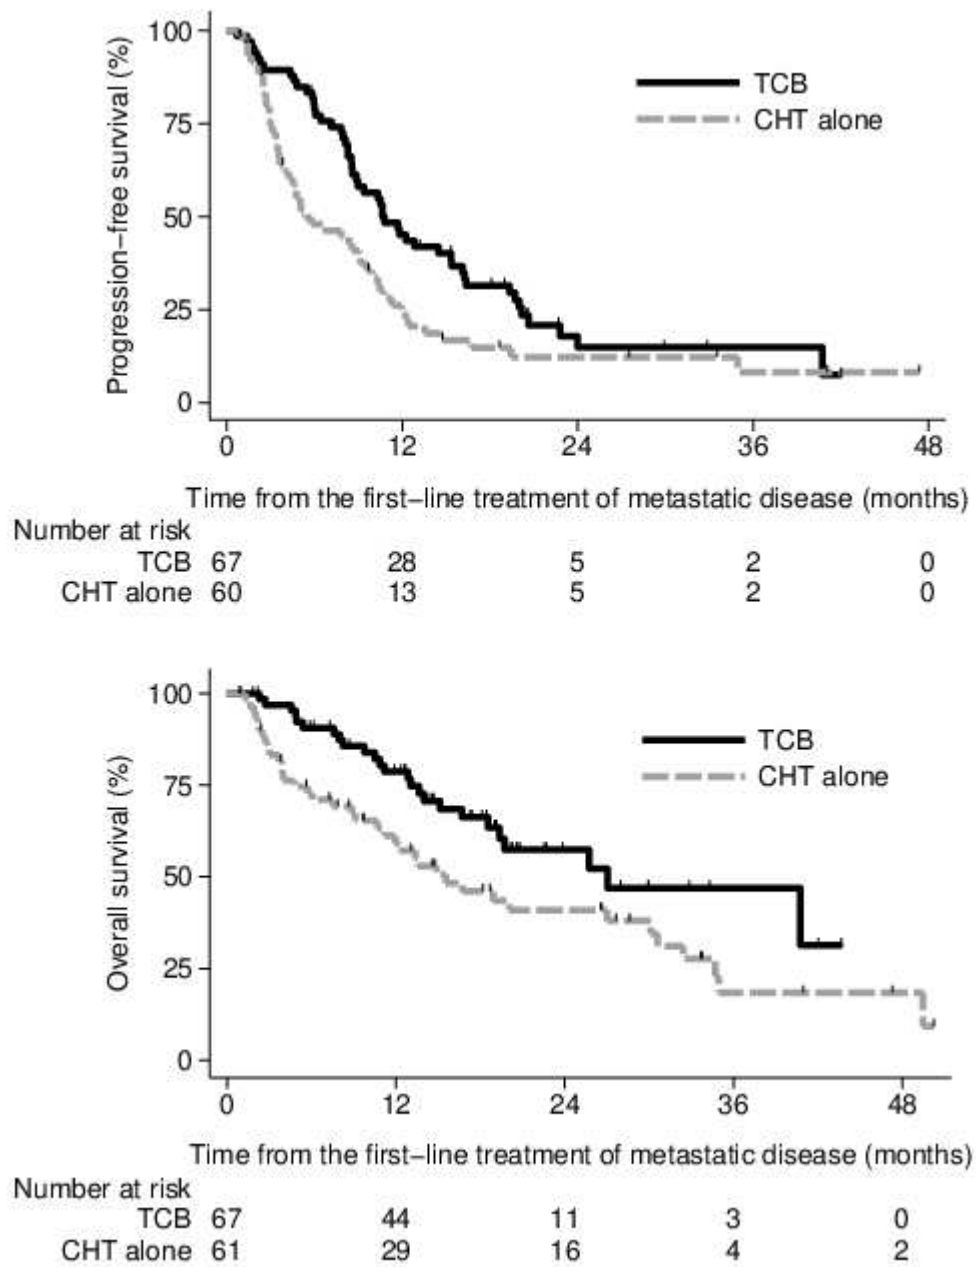 Progression−free survival (%)
100
75
50
25
0
TCB
CHT alone
0 12 24 36 48
Time from the first−line treatment of metastatic disease (months)
Number at risk
TCB 67 28 5 2 0
CHT alone 60 13 5 2 0
Overall survival (%)
100
75
50
25
0
TCB
CHT alone
0 12 24 36 48
Time from the first−line treatment of metastatic disease (months)
Number at risk
TCB 67 44 11 3 0
CHT alone 61 29 16 4 2